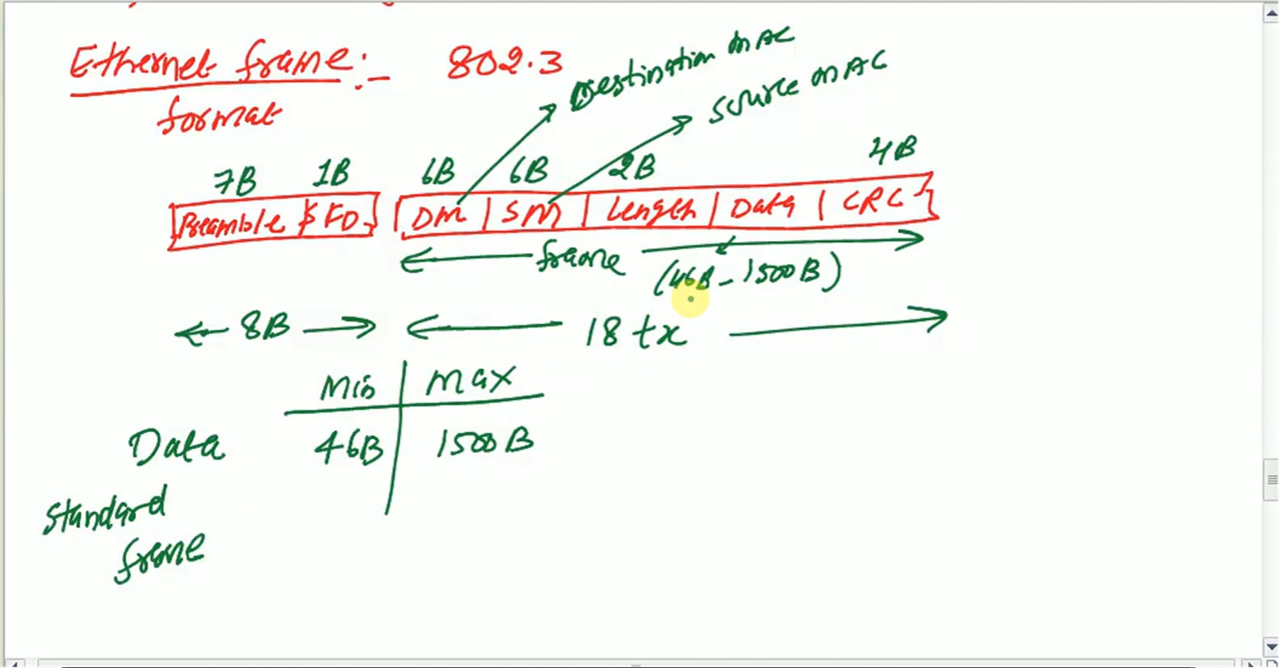 Ethernet frame:- 802.3
format
Destination MAC
Source MAC
7B 1B 6B 6B 2B 4B
Preamble SFD DM SM Length Data CRC
frame
(46B - 1500B)
8B 18 + x
Min Max
Data 46B 1500B
Standard
frame